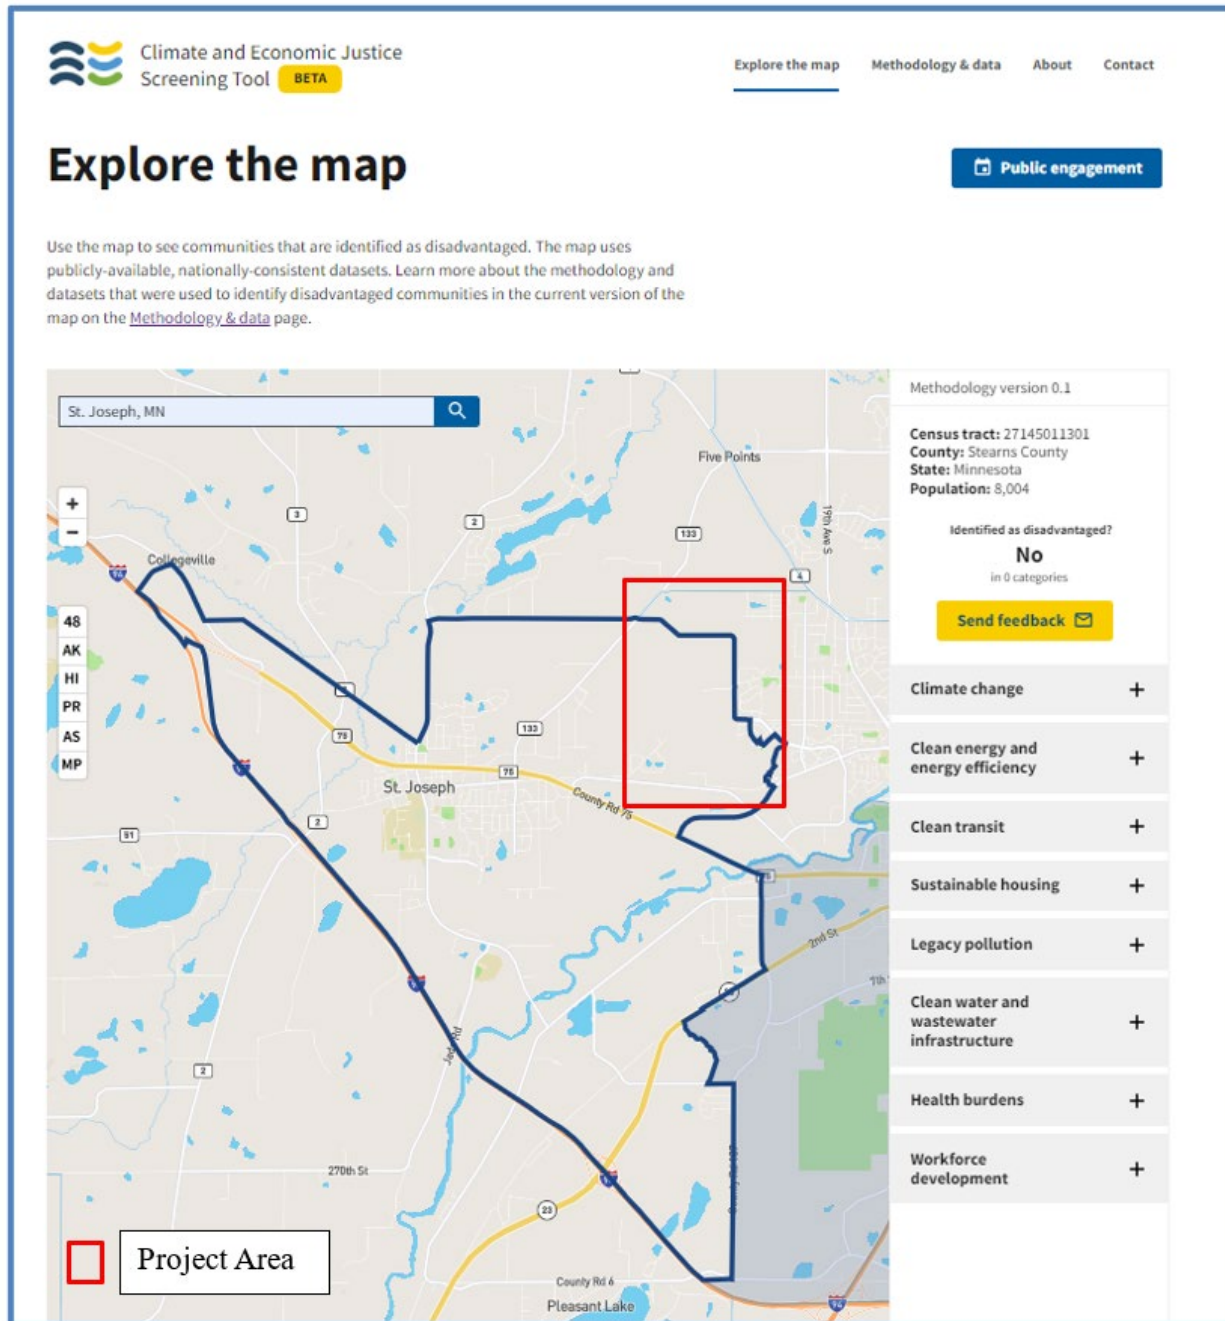 Climate and Economic Justice
Screening Tool BETA
Explore the map
Methodology & data
About
Contact
Explore the map
Public engagement
Use the map to see communities that are identified as disadvantaged. The map uses
publicly-available, nationally-consistent datasets. Learn more about the methodology and
datasets that were used to identify disadvantaged communities in the current version of the
map on the Methodology & data page.
St. Joseph, MN
Five Points
19th Ave S
3
2
133
4
Collegeville
94
+
−
48
AK
HI
PR
AS
MP
75
133
75
St. Joseph
County Rd 75
51
2
2nd St
7th
Jade Rd
2
270th St
23
County Rd 6
Pleasant Lake
94
Project Area
Methodology version 0.1
Census tract: 27145011301
County: Stearns County
State: Minnesota
Population: 8,004
Identified as disadvantaged?
No
in 0 categories
Send feedback
Climate change +
Clean energy and
energy efficiency +
Clean transit +
Sustainable housing +
Legacy pollution +
Clean water and
wastewater
infrastructure +
Health burdens +
Workforce
development +